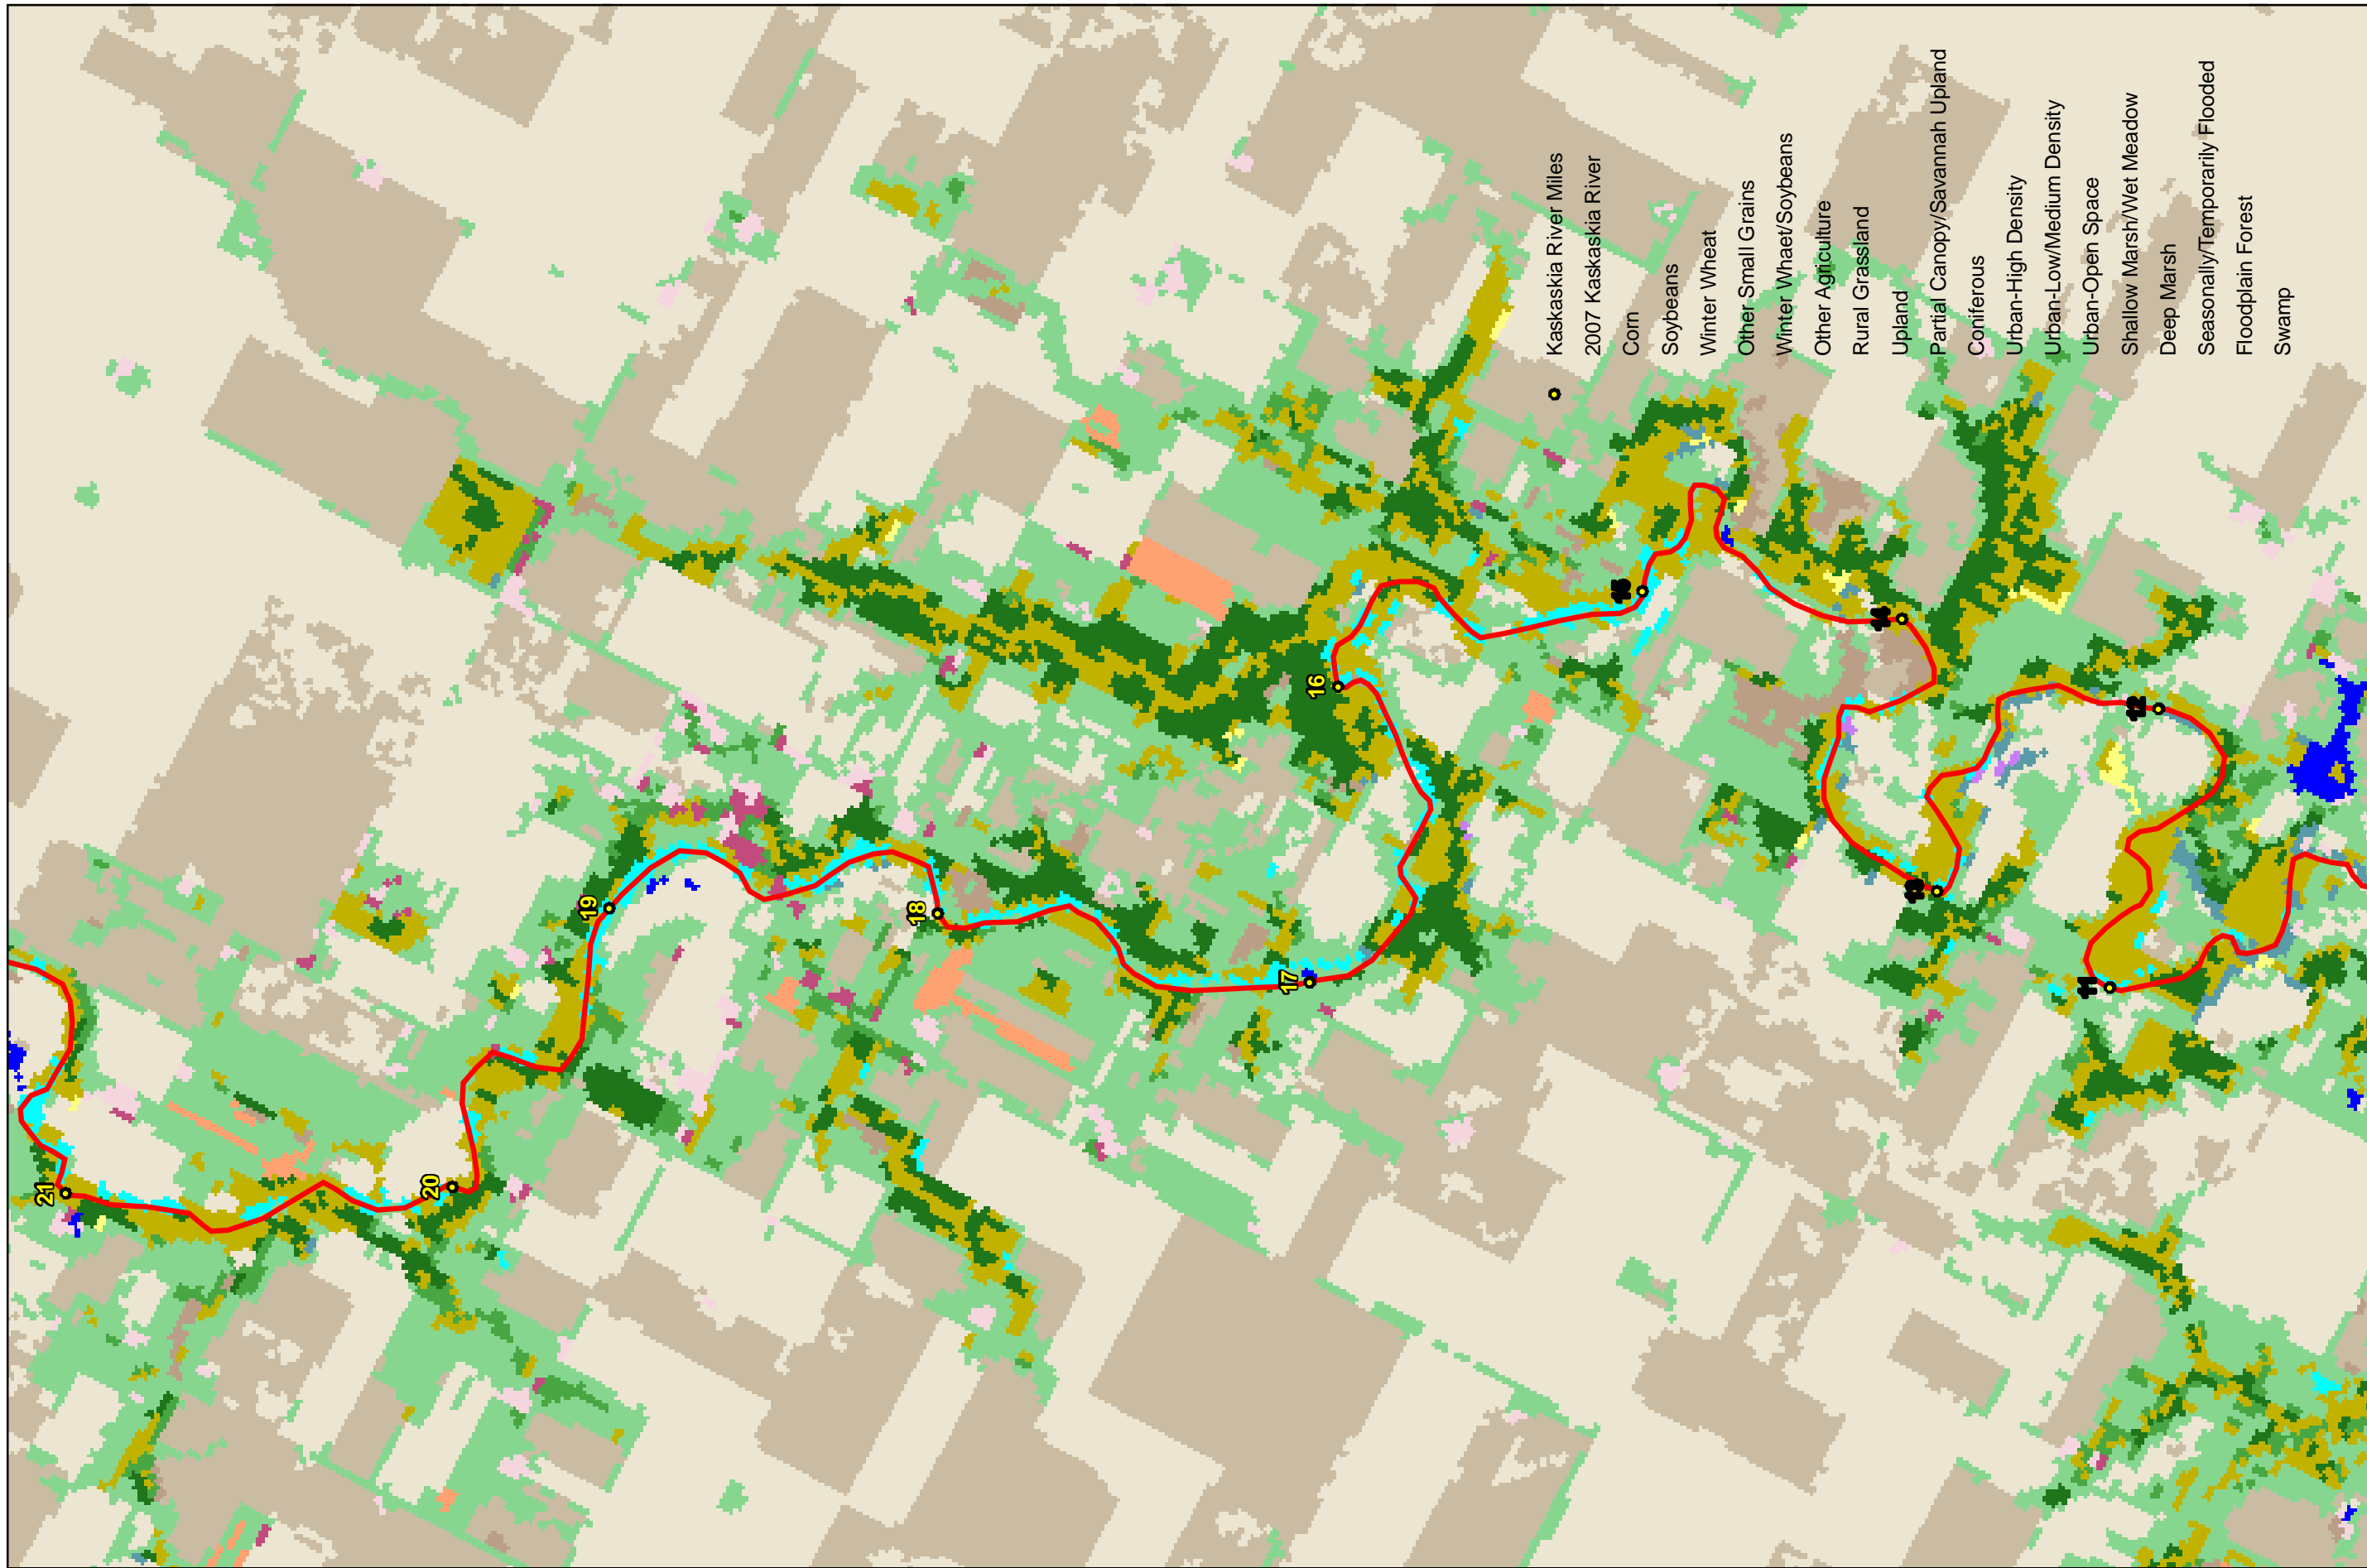 21
20
19
18
17
16
15
14
13
12
11
Kaskaskia River Miles
2007 Kaskaskia River
Corn
Soybeans
Winter Wheat
Other Small Grains
Winter Whaet/Soybeans
Other Agriculture
Rural Grassland
Upland
Partial Canopy/Savannah Upland
Coniferous
Urban-High Density
Urban-Low/Medium Density
Urban-Open Space
Shallow Marsh/Wet Meadow
Deep Marsh
Seasonally/Temporarily Flooded
Floodplain Forest
Swamp